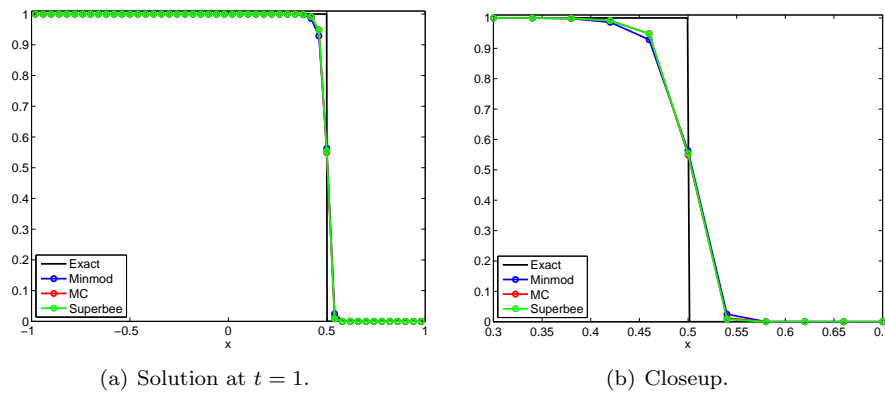 1
0.9
0.8
0.7
0.6
0.5
0.4
0.3
0.2
0.1
0
Exact
Minmod
MC
Superbee
−1 −0.5 0 0.5 1
x
(a) Solution at t = 1.
1
0.9
0.8
0.7
0.6
0.5
0.4
0.3
0.2
0.1
0
Exact
Minmod
MC
Superbee
0.3 0.35 0.4 0.45 0.5 0.55 0.6 0.65
x
(b) Closeup.